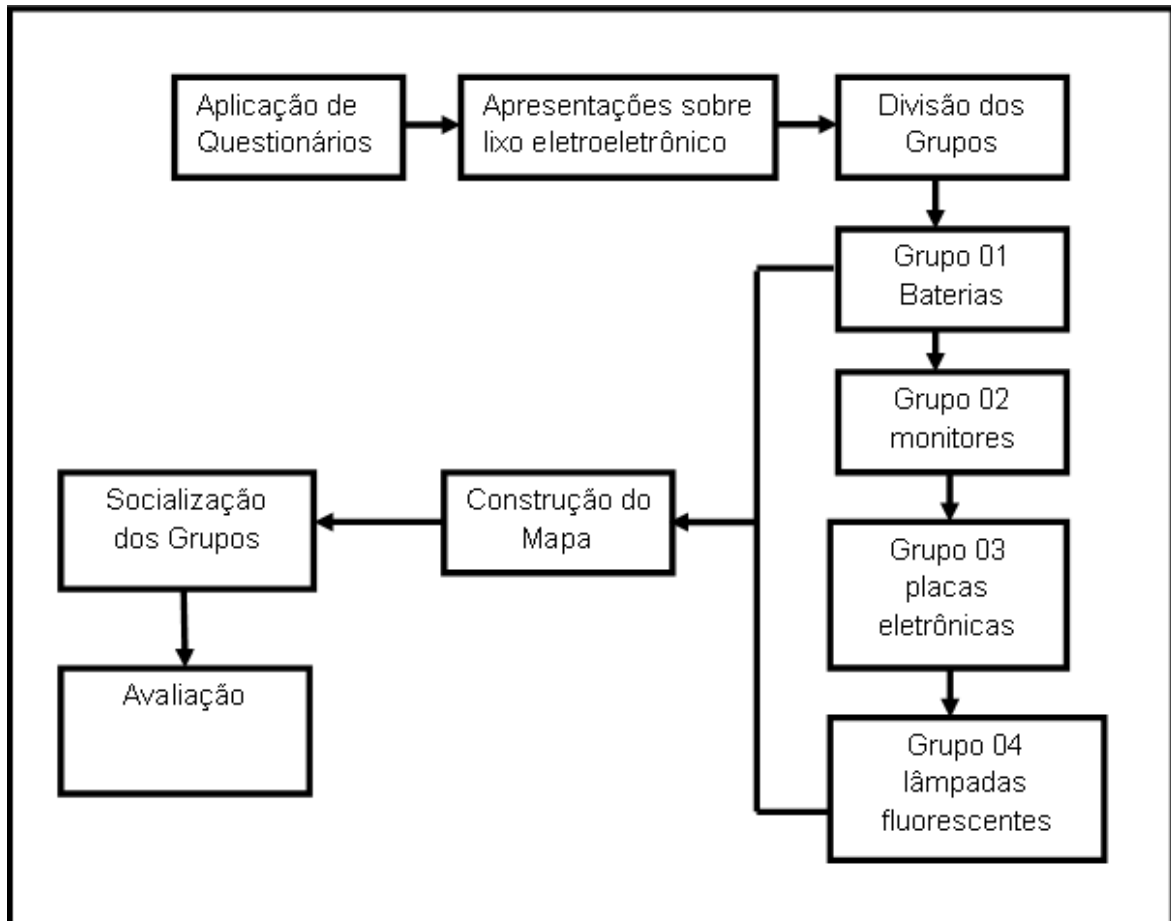 Aplicação de
Questionários
Apresentações sobre
lixo eletroeletrônico
Divisão dos
Grupos
Grupo 01
Baterias
Grupo 02
monitores
Grupo 03
placas
eletrônicas
Grupo 04
lâmpadas
fluorescentes
Construção do
Mapa
Socialização
dos Grupos
Avaliação